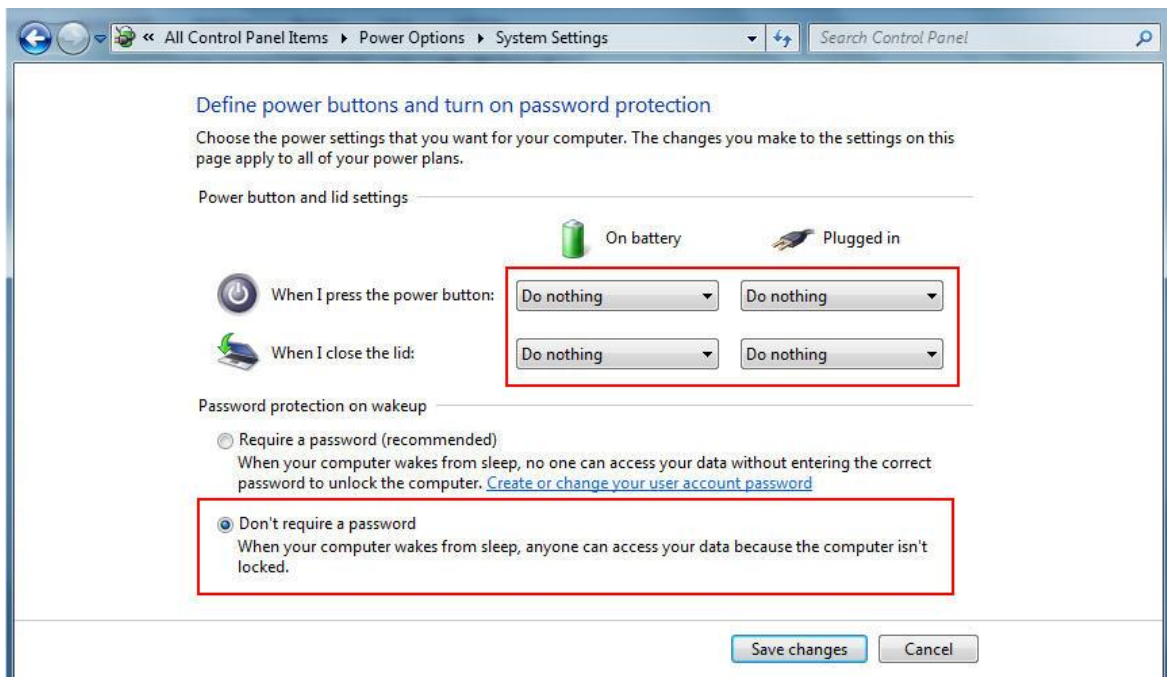 « All Control Panel Items ▸ Power Options ▸ System Settings
Search Control Panel
Define power buttons and turn on password protection
Choose the power settings that you want for your computer. The changes you make to the settings on this
page apply to all of your power plans.
Power button and lid settings
On battery
Plugged in
When I press the power button:
Do nothing
Do nothing
When I close the lid:
Do nothing
Do nothing
Password protection on wakeup
Require a password (recommended)
When your computer wakes from sleep, no one can access your data without entering the correct
password to unlock the computer. Create or change your user account password
Don't require a password
When your computer wakes from sleep, anyone can access your data because the computer isn't
locked.
Save changes
Cancel